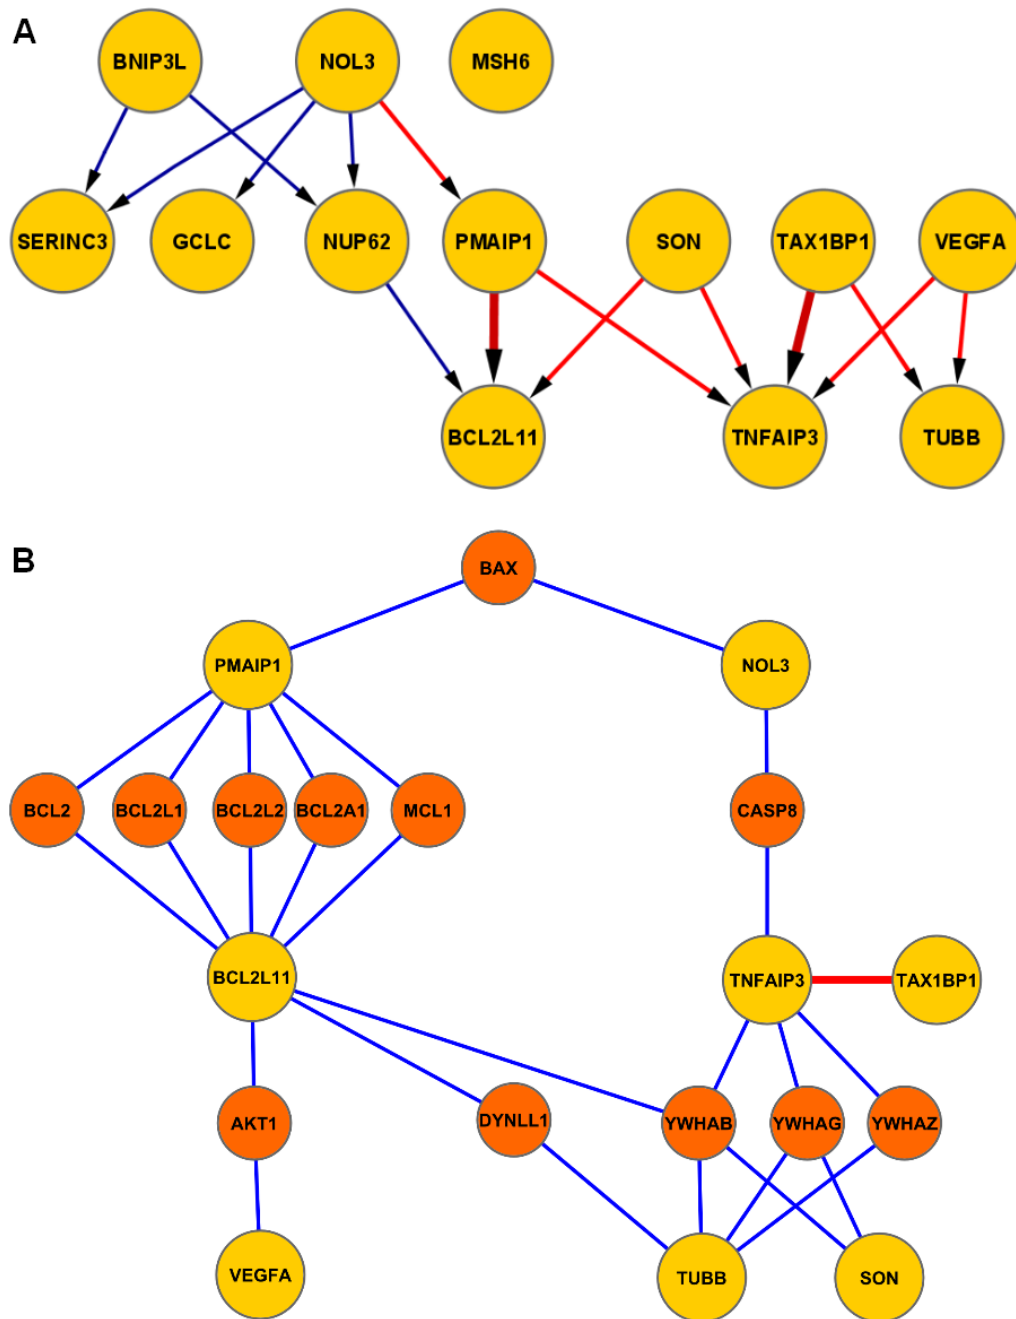 A
BNIP3L NOL3 MSH6
SERINC3 GCLC NUP62 PMAIP1 SON TAX1BP1 VEGFA
BCL2L11 TNFAIP3 TUBB
B
BAX
PMAIP1 NOL3
BCL2 BCL2L1 BCL2L2 BCL2A1 MCL1 CASP8
BCL2L11 TNFAIP3 TAX1BP1
AKT1 DYNLL1 YWHAB YWHAG YWHAZ
VEGFA TUBB SON